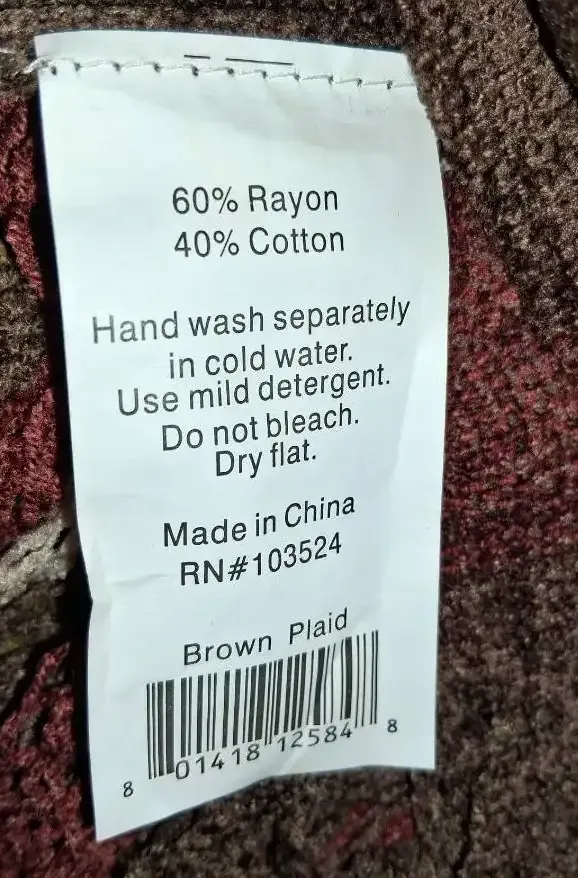 60% Rayon
40% Cotton
Hand wash separately
in cold water.
Use mild detergent.
Do not bleach.
Dry flat.
Made in China
RN#103524
Brown Plaid
8 01418 12584 8